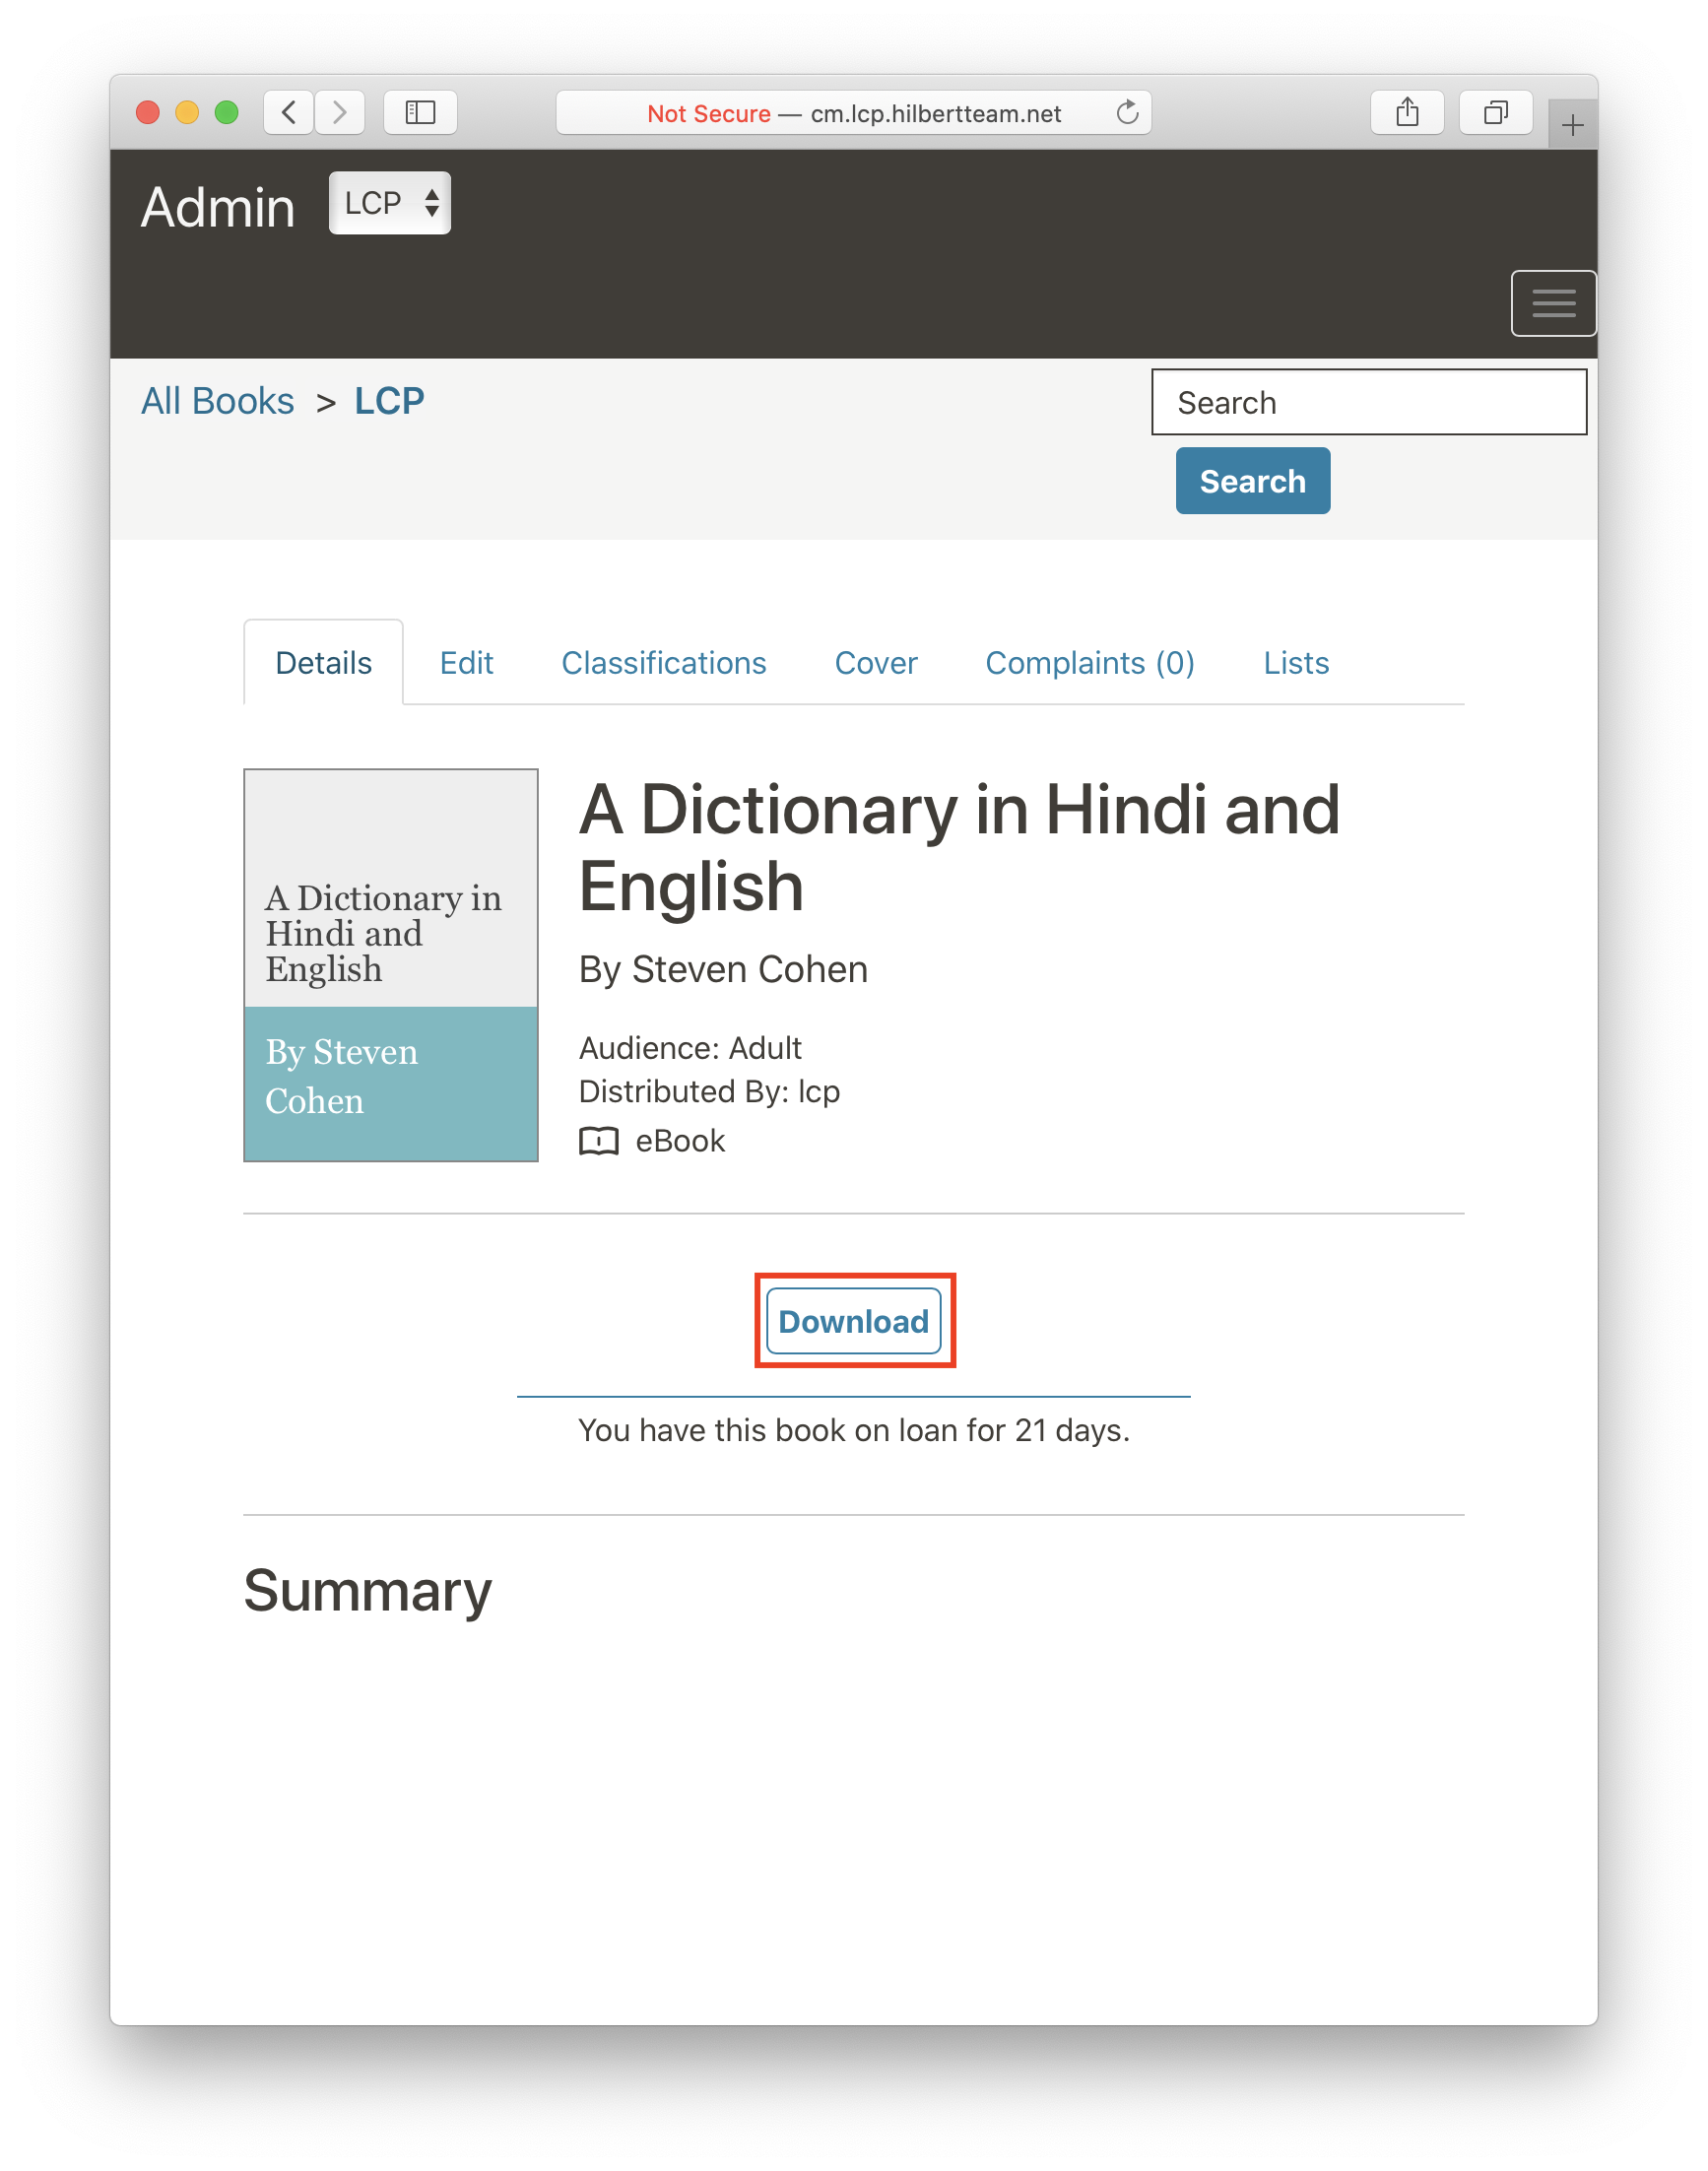 Not Secure — cm.lcp.hilbertteam.net
Admin LCP
All Books > LCP
Search
Search
Details Edit Classifications Cover Complaints (0) Lists
A Dictionary in
Hindi and
English
By Steven
Cohen
A Dictionary in Hindi and
English
By Steven Cohen
Audience: Adult
Distributed By: lcp
eBook
Download
You have this book on loan for 21 days.
Summary